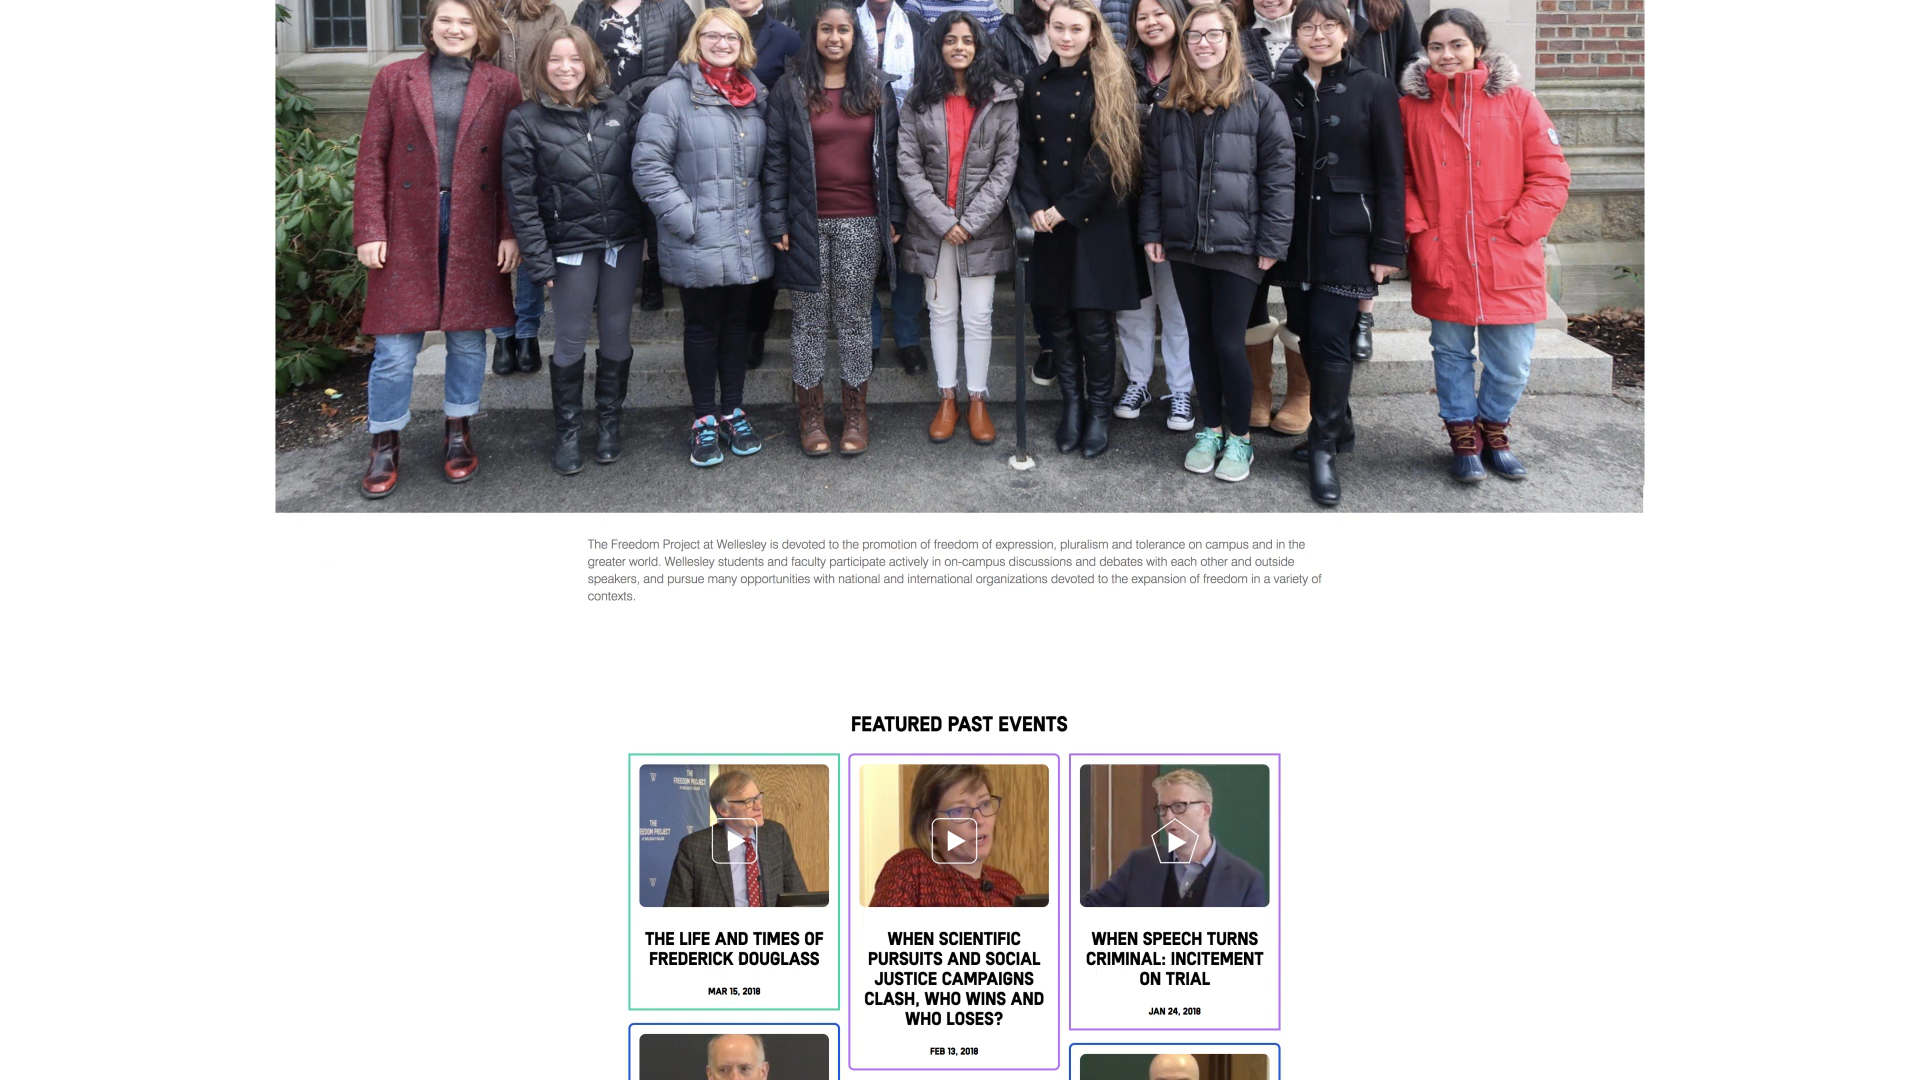 The Freedom Project at Wellesley is devoted to the promotion of freedom of expression, pluralism and tolerance on campus and in the
greater world. Wellesley students and faculty participate actively in on-campus discussions and debates with each other and outside
speakers, and pursue many opportunities with national and international organizations devoted to the expansion of freedom in a variety of
contexts.
FEATURED PAST EVENTS
THE
FREEDOM PROJECT
THE
THE LIFE AND TIMES OF
FREDERICK DOUGLASS
MAR 15, 2018
WHEN SCIENTIFIC
PURSUITS AND SOCIAL
JUSTICE CAMPAIGNS
CLASH, WHO WINS AND
WHO LOSES?
FEB 13, 2018
WHEN SPEECH TURNS
CRIMINAL: INCITEMENT
ON TRIAL
JAN 24, 2018